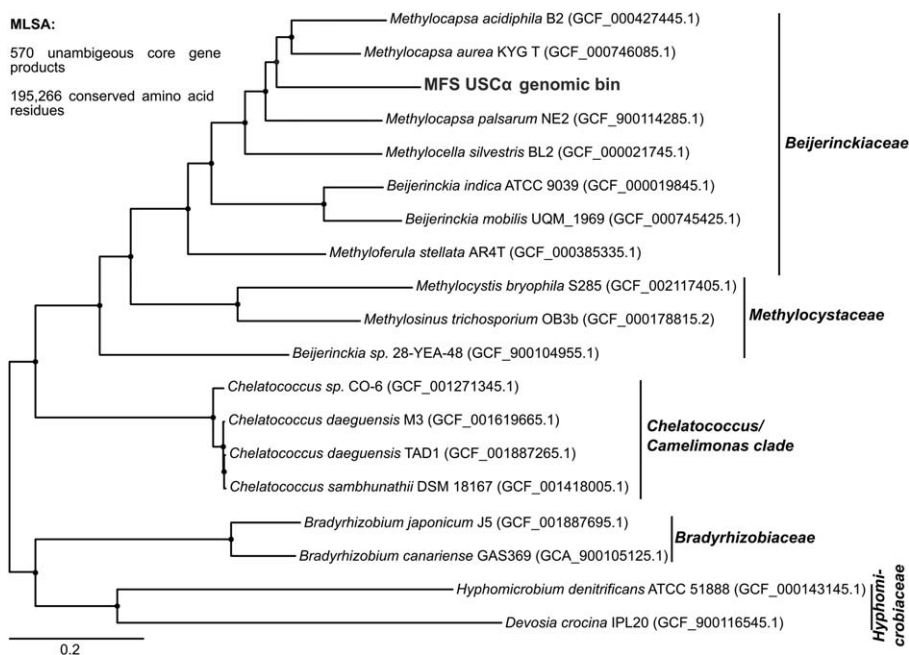 MLSA:
570 unambigeous core gene
products
195,266 conserved amino acid
residues
Methylocapsa acidiphila B2 (GCF_000427445.1)
Methylocapsa aurea KYG T (GCF_000746085.1)
MFS USCα genomic bin
Methylocapsa palsarum NE2 (GCF_900114285.1)
Methylocella silvestris BL2 (GCF_000021745.1)
Beijerinckia indica ATCC 9039 (GCF_000019845.1)
Beijerinckia mobilis UQM_1969 (GCF_000745425.1)
Methyloferula stellata AR4T (GCF_000385335.1)
Beijerinckiaceae
Methylocystis bryophila S285 (GCF_002117405.1)
Methylosinus trichosporium OB3b (GCF_000178815.2)
Beijerinckia sp. 28-YEA-48 (GCF_900104955.1)
Methylocystaceae
Chelatococcus sp. CO-6 (GCF_001271345.1)
Chelatococcus daeguensis M3 (GCF_001619665.1)
Chelatococcus daeguensis TAD1 (GCF_001887265.1)
Chelatococcus sambhunathii DSM 18167 (GCF_001418005.1)
Chelatococcus/
Camelimonas clade
Bradyrhizobium japonicum J5 (GCF_001887695.1)
Bradyrhizobium canariense GAS369 (GCA_900105125.1)
Bradyrhizobiaceae
Hyphomicrobium denitrificans ATCC 51888 (GCF_000143145.1)
Devosia crocina IPL20 (GCF_900116545.1)
Hyphomi-
crobiaceae
0.2